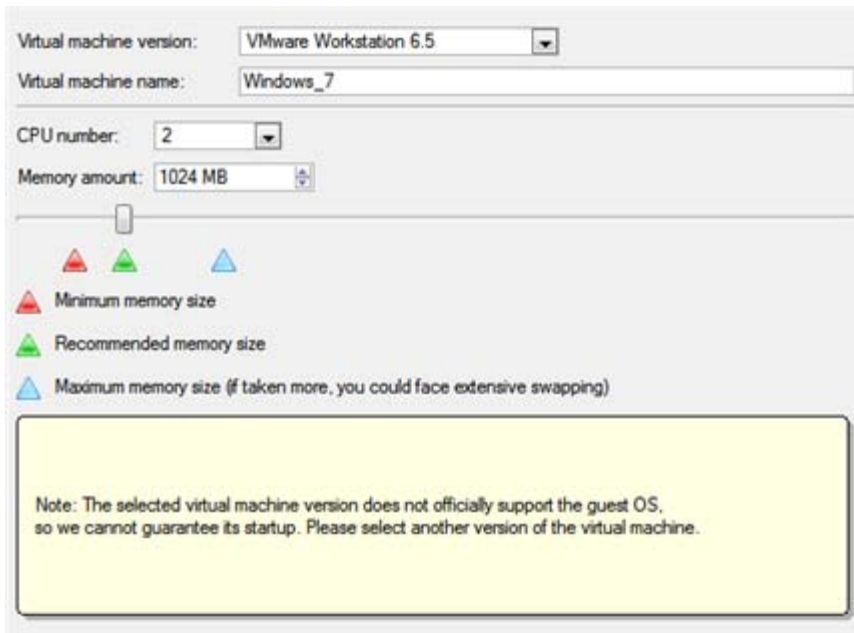 Virtual machine version: VMware Workstation 6.5
Virtual machine name: Windows_7
CPU number: 2
Memory amount: 1024 MB
Minimum memory size
Recommended memory size
Maximum memory size (if taken more, you could face extensive swapping)
Note: The selected virtual machine version does not officially support the guest OS,
so we cannot guarantee its startup. Please select another version of the virtual machine.